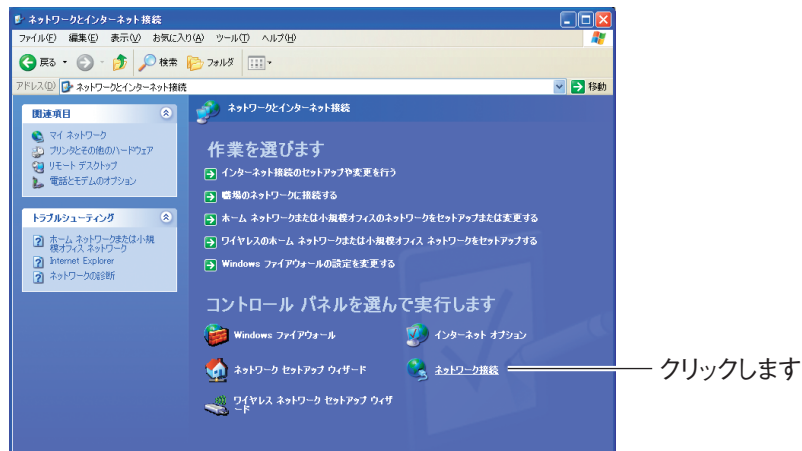 ネットワークとインターネット接続
ファイル(F) 編集(E) 表示(V) お気に入り(A) ツール(T) ヘルプ(H)
戻る 検索 フォルダ
アドレス(D) ネットワークとインターネット接続 移動
関連項目
マイ ネットワーク
プリンタとその他のハードウェア
リモート デスクトップ
電話とモデムのオプション
トラブルシューティング
ホーム ネットワークまたは小規
模オフィス ネットワーク
Internet Explorer
ネットワークの診断
ネットワークとインターネット接続
作業を選びます
インターネット接続のセットアップや変更を行う
職場のネットワークに接続する
ホーム ネットワークまたは小規模オフィスのネットワークをセットアップまたは変更する
ワイヤレスのホーム ネットワークまたは小規模オフィス ネットワークをセットアップする
Windows ファイアウォールの設定を変更する
コントロール パネルを選んで実行します
Windows ファイアウォール
インターネット オプション
ネットワーク セットアップ ウィザード
ネットワーク接続
クリックします
ワイヤレス ネットワーク セットアップ ウィザ
ード